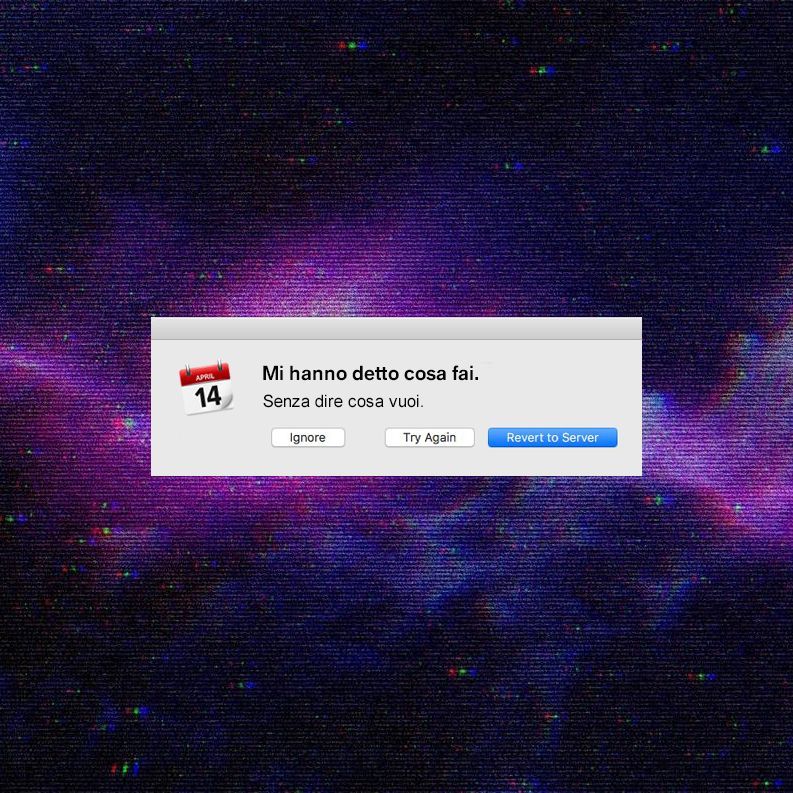 APRIL
14
Mi hanno detto cosa fai.
Senza dire cosa vuoi.
Ignore
Try Again
Revert to Server